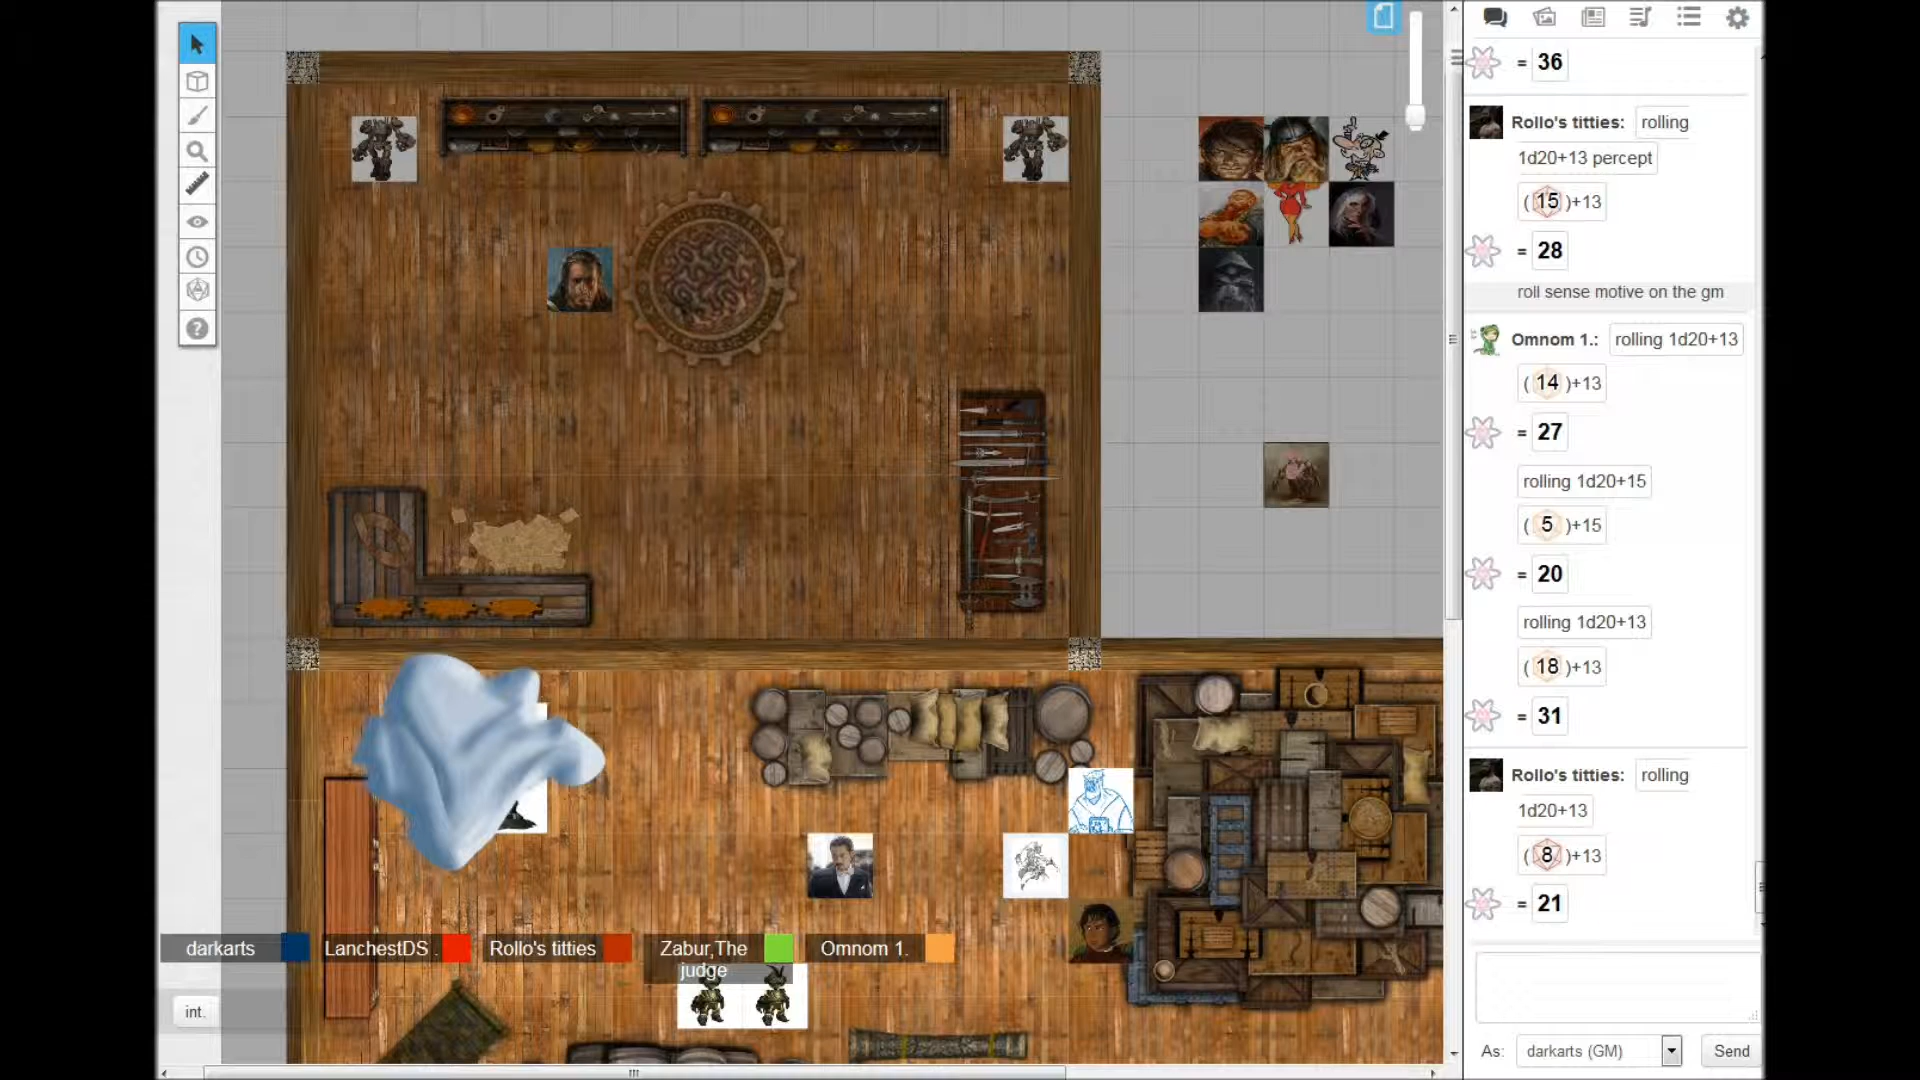 = 36
Rollo's titties: rolling
1d20+13 percept
(15)+13
= 28
roll sense motive on the gm
Omnom 1.: rolling 1d20+13
(14)+13
= 27
rolling 1d20+15
(5)+15
= 20
rolling 1d20+13
(18)+13
= 31
Rollo's titties: rolling
1d20+13
(8)+13
= 21
darkarts LanchestDS . Rollo's titties Zabur,The judge Omnom 1.
int.
As: darkarts (GM) Send